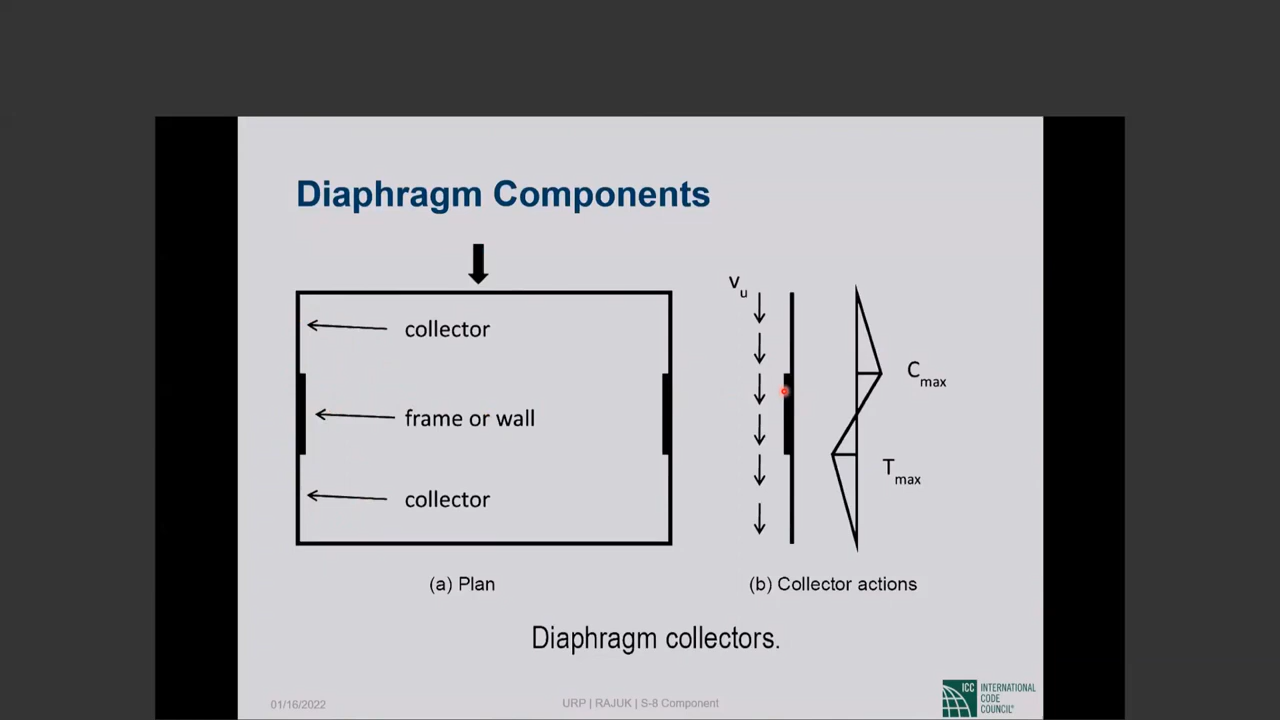 Diaphragm Components
collector
frame or wall
collector
(a) Plan
vu
Cmax
Tmax
(b) Collector actions
Diaphragm collectors.
01/16/2022
URP | RAJUK | S-8 Component
ICC
INTERNATIONAL
CODE
COUNCIL®